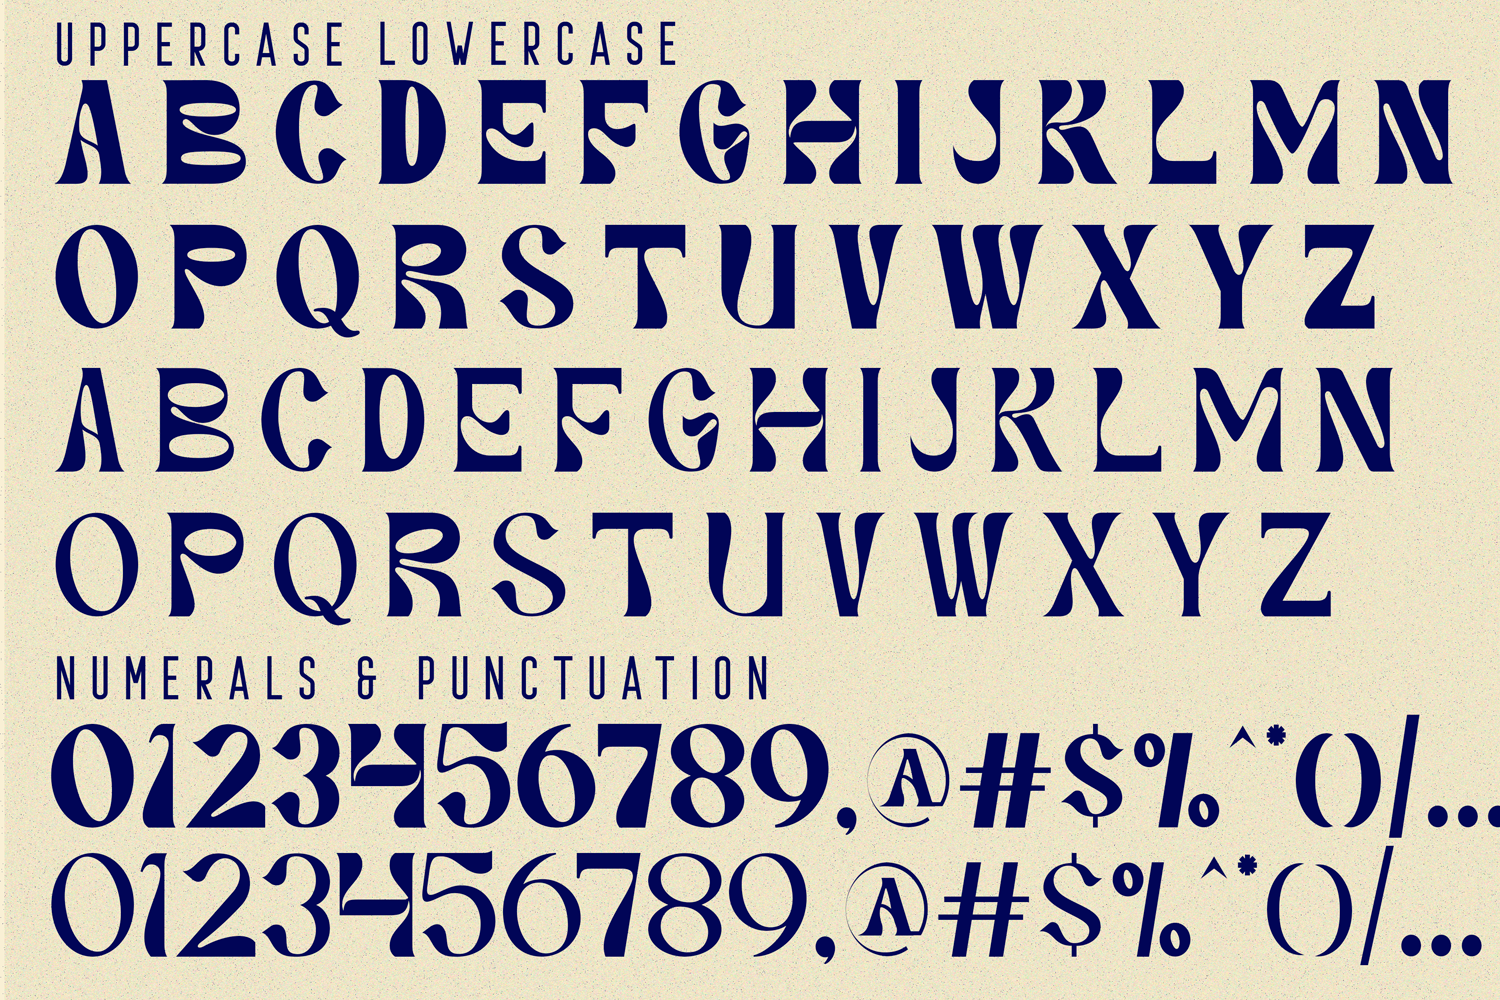 UPPERCASE LOWERCASE
ABCDEFGHIJKLMN
OPQRSTUVWXYZ
ABCDEFGHIJKLMN
OPQRSTUVWXYZ
NUMERALS & PUNCTUATION
0123456789,@#$%^*()/...
0123456789,@#$%^*()/...